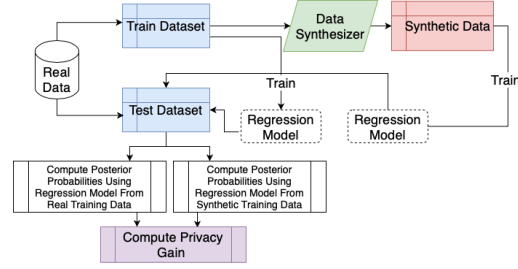 Real
Data
Train Dataset
Data
Synthesizer
Synthetic Data
Train
Train
Test Dataset
Regression
Model
Regression
Model
Compute Posterior
Probabilities Using
Regression Model From
Real Training Data
Compute Posterior
Probabilities Using
Regression Model From
Synthetic Training Data
Compute Privacy
Gain